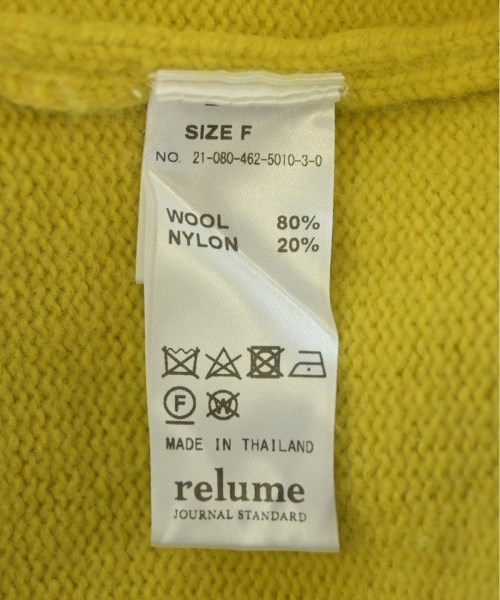 SIZE F
NO. 21-080-462-5010-3-0
WOOL 80%
NYLON 20%
F W
MADE IN THAILAND
relume
JOURNAL STANDARD